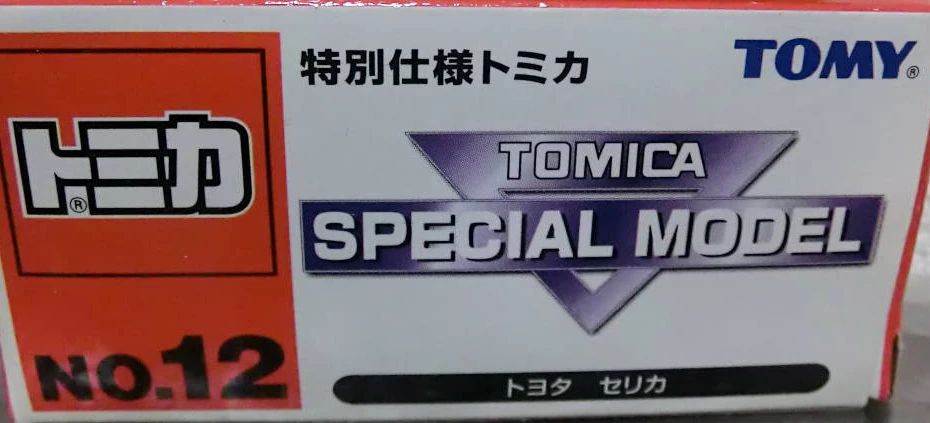 トミカ®
NO.12
特別仕様トミカ
TOMY®
TOMICA
SPECIAL MODEL
トヨタ セリカ